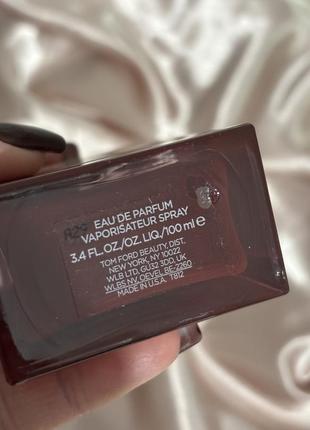 EAU DE PARFUM
VAPORISATEUR SPRAY
3.4 FL.OZ./OZ. LIQ./100 ml e
TOM FORD BEAUTY, DIST.
NEW YORK, NY 10022
WLB LTD, GU32 3DD, UK
WLBS NV, OEVEL BE-2260
MADE IN U.S.A. T812